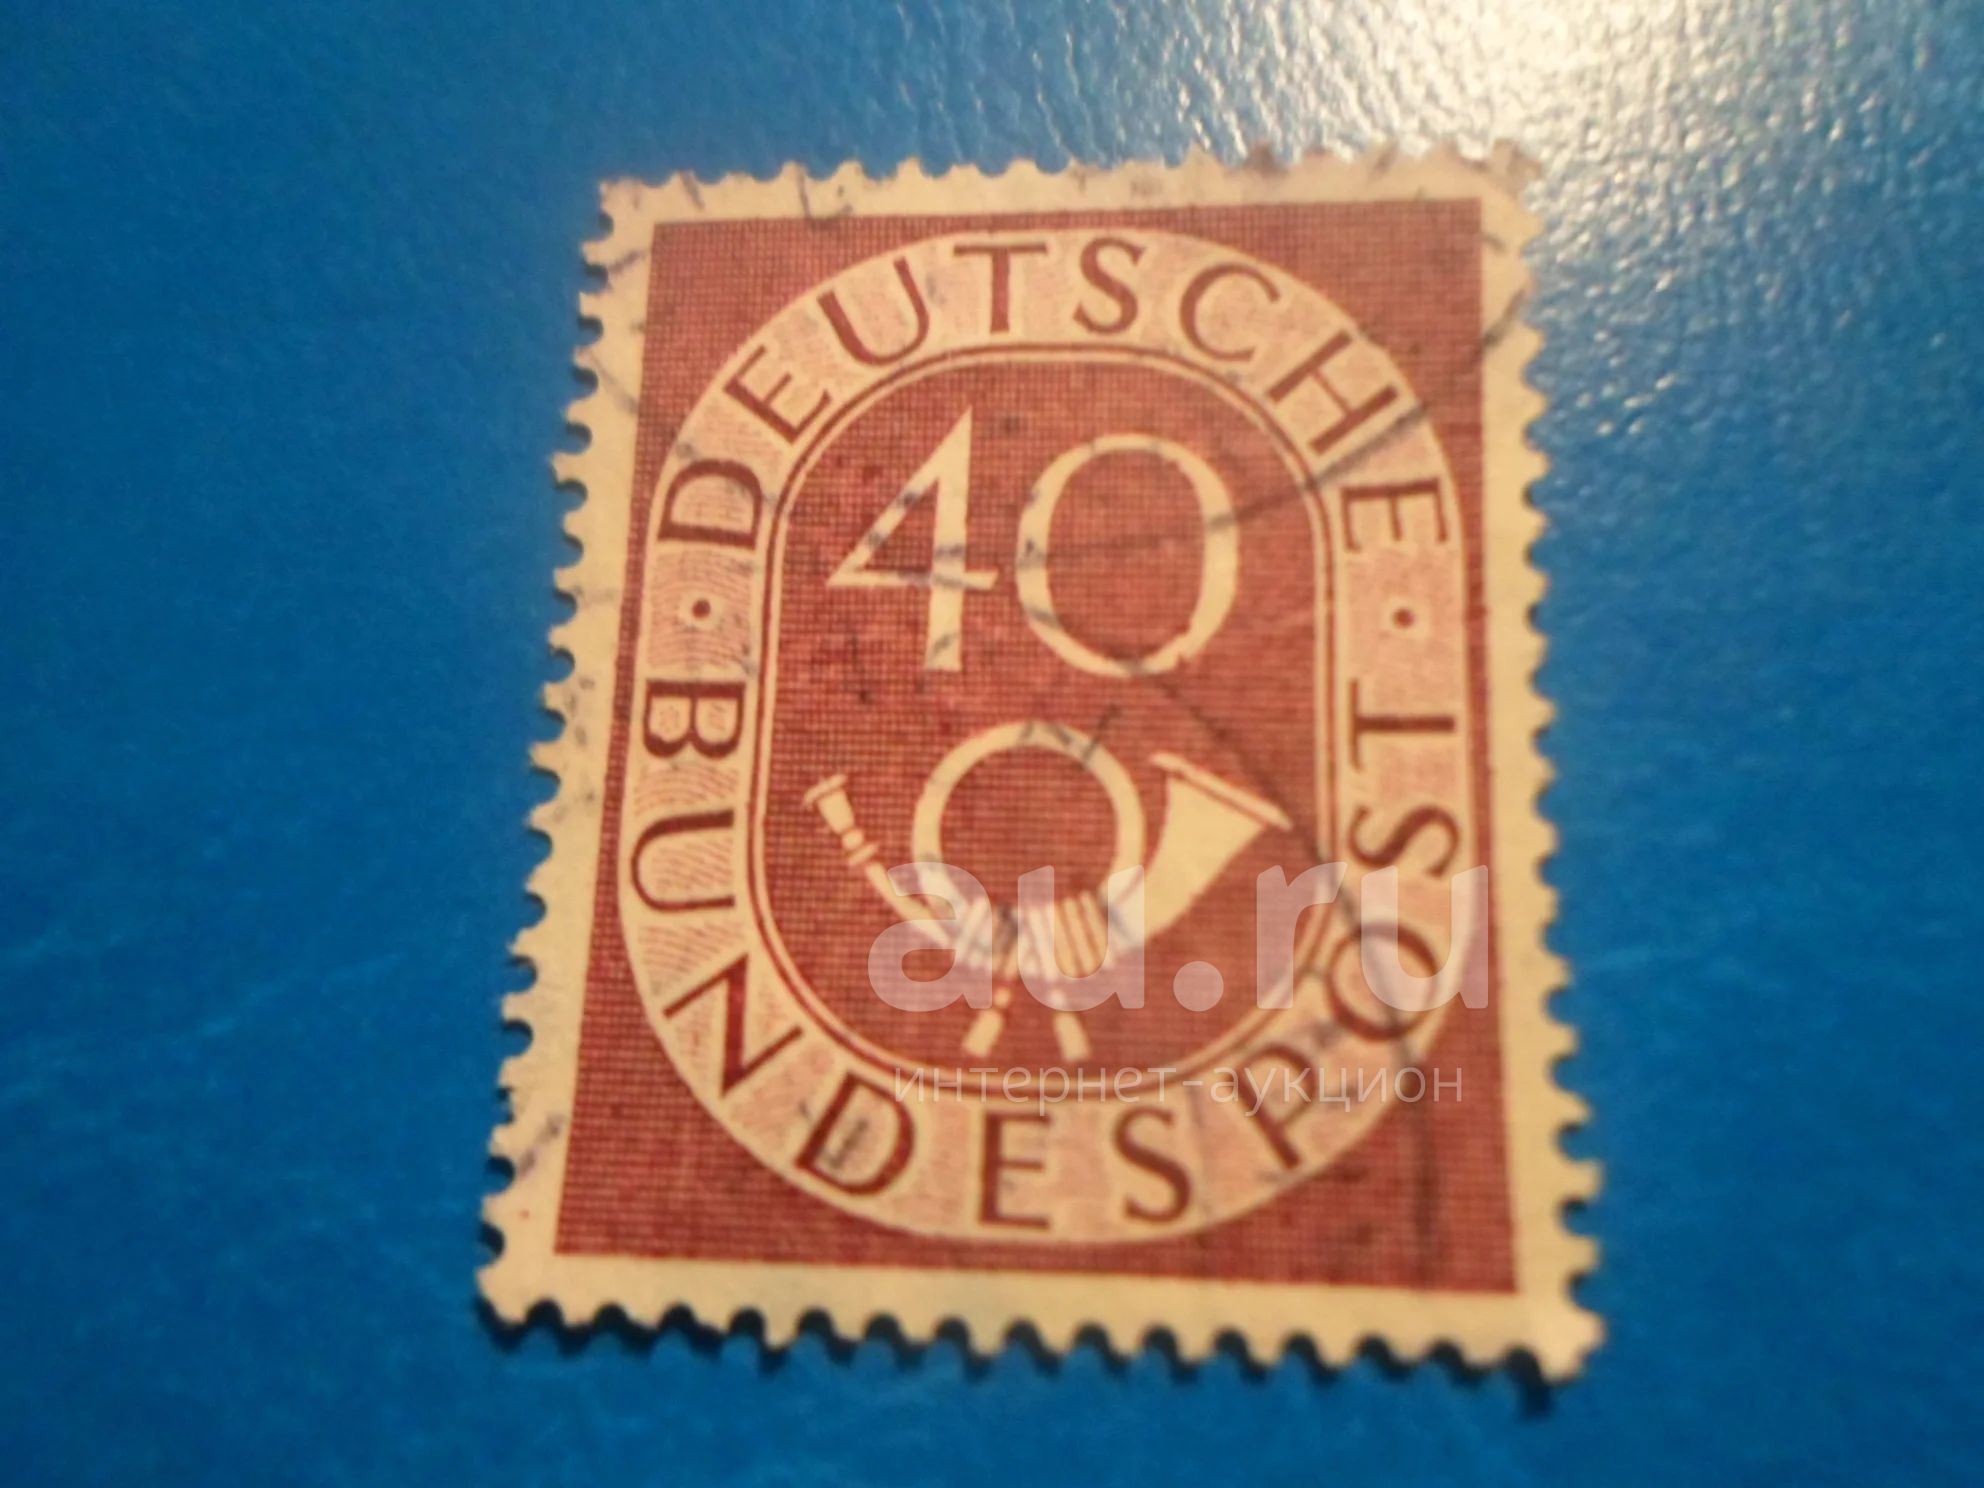 DEUTSCHE · BUNDESPOST ·
40
au.ru
интернет-аукцион